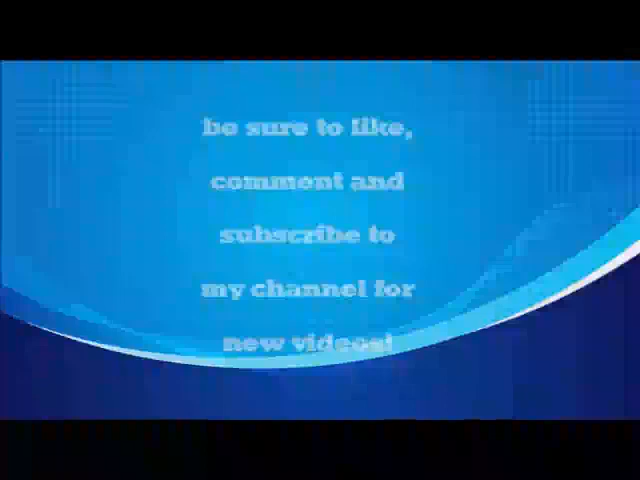 be sure to like,
comment and
subscribe to
my channel for
new videos!